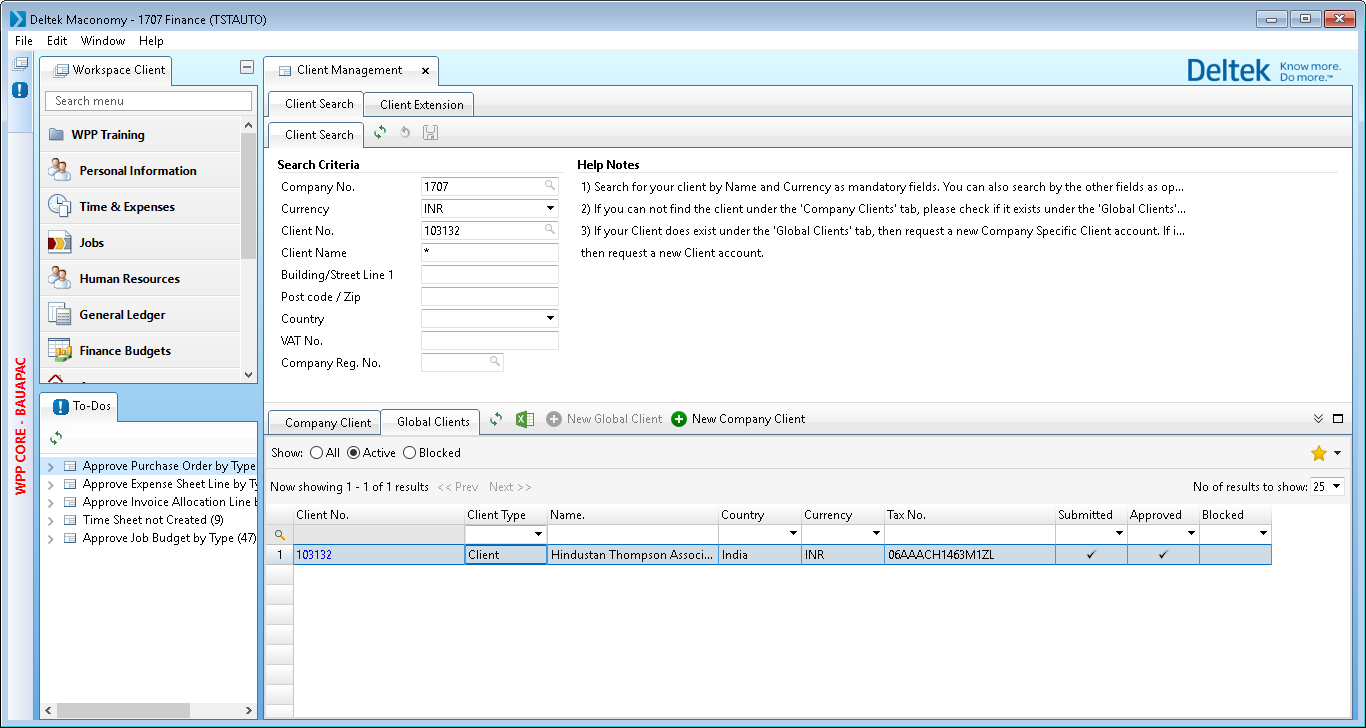 Deltek Maconomy - 1707 Finance (TSTAUTO)
File Edit Window Help
Workspace Client
Search menu
WPP Training
Personal Information
Time & Expenses
Jobs
Human Resources
General Ledger
Finance Budgets
WPP CORE - BAUAPAC
To-Dos
Approve Purchase Order by Type
Approve Expense Sheet Line by Ty
Approve Invoice Allocation Line b
Time Sheet not Created (9)
Approve Job Budget by Type (47)
Client Management
Deltek Know more.
Do more.™
Client Search Client Extension
Client Search
Search Criteria
Company No. 1707
Currency INR
Client No. 103132
Client Name *
Building/Street Line 1
Post code / Zip
Country
VAT No.
Company Reg. No.
Help Notes
1) Search for your client by Name and Currency as mandatory fields. You can also search by the other fields as op...
2) If you can not find the client under the 'Company Clients' tab, please check if it exists under the 'Global Clients'...
3) If your Client does exist under the 'Global Clients' tab, then request a new Company Specific Client account. If i...
then request a new Client account.
Company Client Global Clients New Global Client New Company Client
Show: All Active Blocked
Now showing 1 - 1 of 1 results << Prev Next >> No of results to show: 25
Client No. Client Type Name. Country Currency Tax No. Submitted Approved Blocked
1 103132 Client Hindustan Thompson Associ... India INR 06AAACH1463M1ZL ✓ ✓